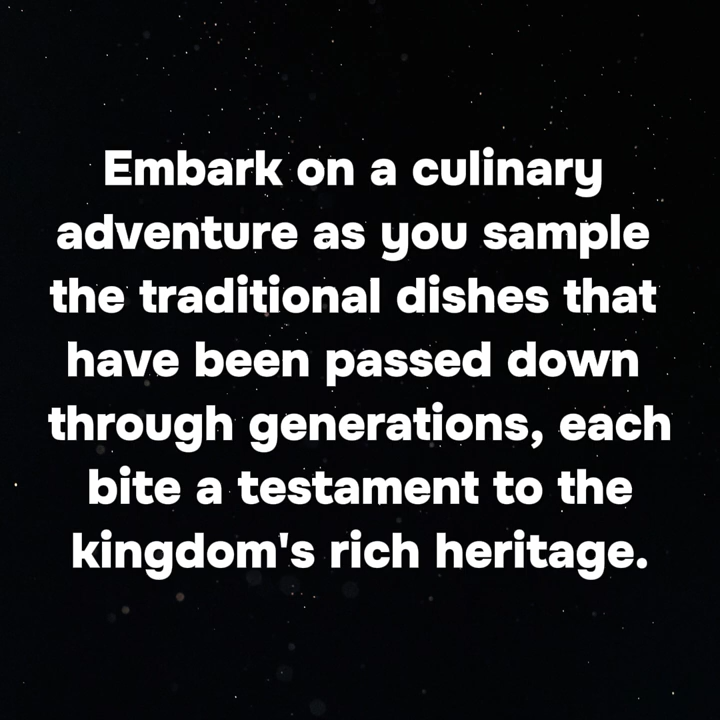 Embark on a culinary
adventure as you sample
the traditional dishes that
have been passed down
through generations, each
bite a testament to the
kingdom's rich heritage.